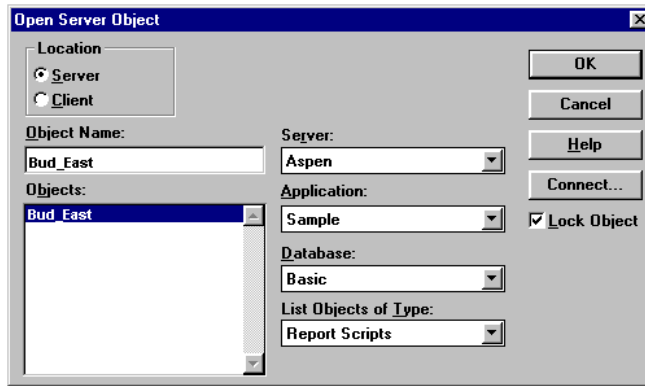 Open Server Object
Location
Server
Client
OK
Cancel
Help
Connect...
Lock Object
Object Name:
Bud_East
Objects:
Bud_East
Server:
Aspen
Application:
Sample
Database:
Basic
List Objects of Type:
Report Scripts